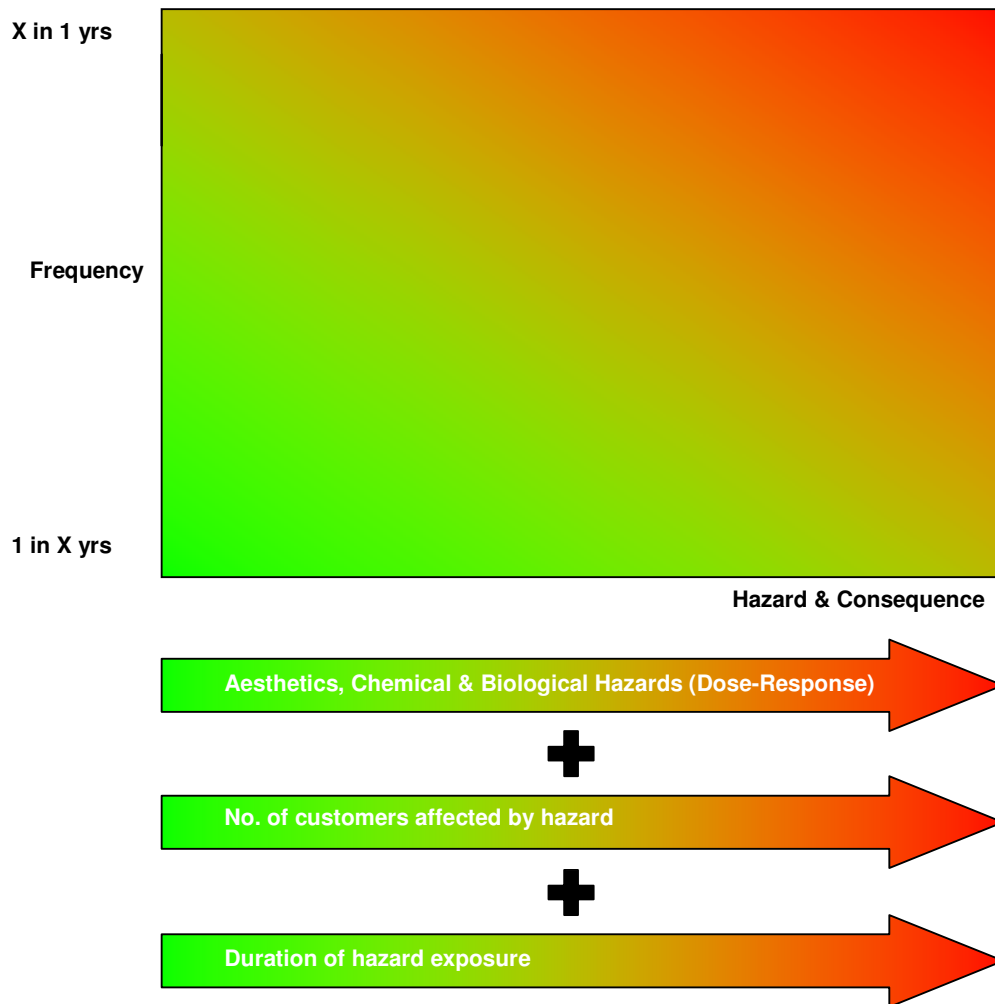 X in 1 yrs
Frequency
1 in X yrs
Hazard & Consequence
Aesthetics, Chemical & Biological Hazards (Dose-Response)
No. of customers affected by hazard
Duration of hazard exposure